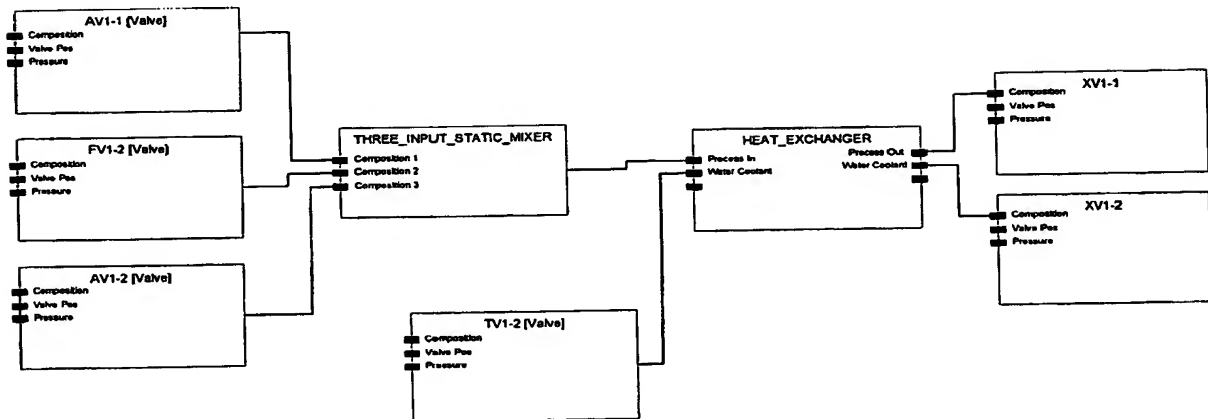 AV1-1 [Valve]
Composition
Valve Pos
Pressure
FV1-2 [Valve]
Composition
Valve Pos
Pressure
AV1-2 [Valve]
Composition
Valve Pos
Pressure
THREE_INPUT_STATIC_MIXER
Composition 1
Composition 2
Composition 3
TV1-2 [Valve]
Composition
Valve Pos
Pressure
HEAT_EXCHANGER
Process In
Water Coolant
Process Out
Water Coolant
XV1-1
Composition
Valve Pos
Pressure
XV1-2
Composition
Valve Pos
Pressure